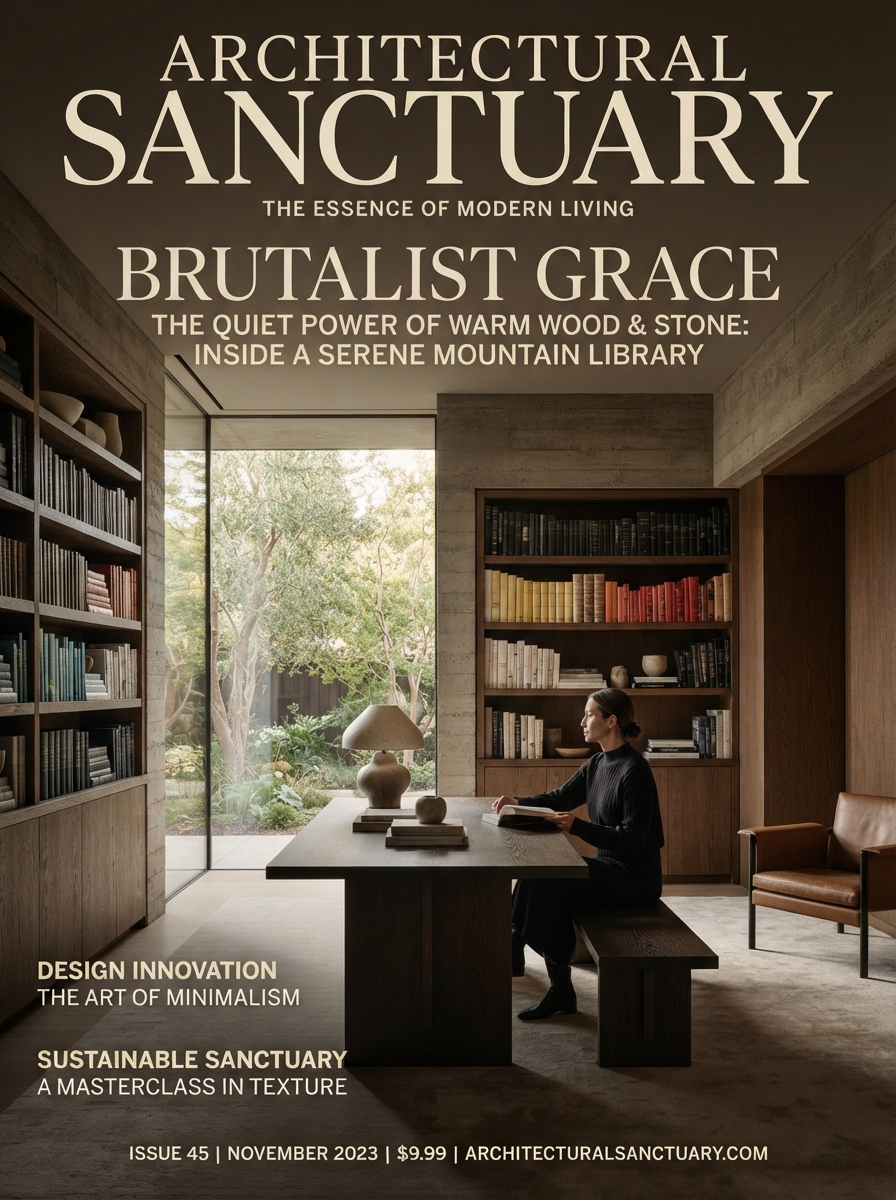 ARCHITECTURAL
SANCTUARY
THE ESSENCE OF MODERN LIVING
BRUTALIST GRACE
THE QUIET POWER OF WARM WOOD & STONE:
INSIDE A SERENE MOUNTAIN LIBRARY
DESIGN INNOVATION
THE ART OF MINIMALISM
SUSTAINABLE SANCTUARY
A MASTERCLASS IN TEXTURE
ISSUE 45 | NOVEMBER 2023 | $9.99 | ARCHITECTURALSANCTUARY.COM